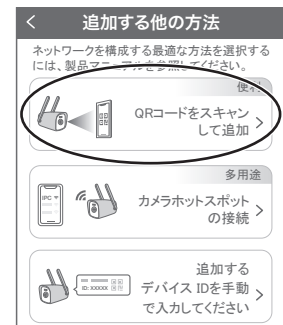 < 追加する他の方法
ネットワークを構成する最適な方法を選択する
には、製品マニュアルを参照してください。
便利
QRコードをスキャン
して追加 >
多用途
IPC
カメラホットスポット
の接続 >
追加する
デバイス IDを手動
で入力してください >
ID: XXXXX